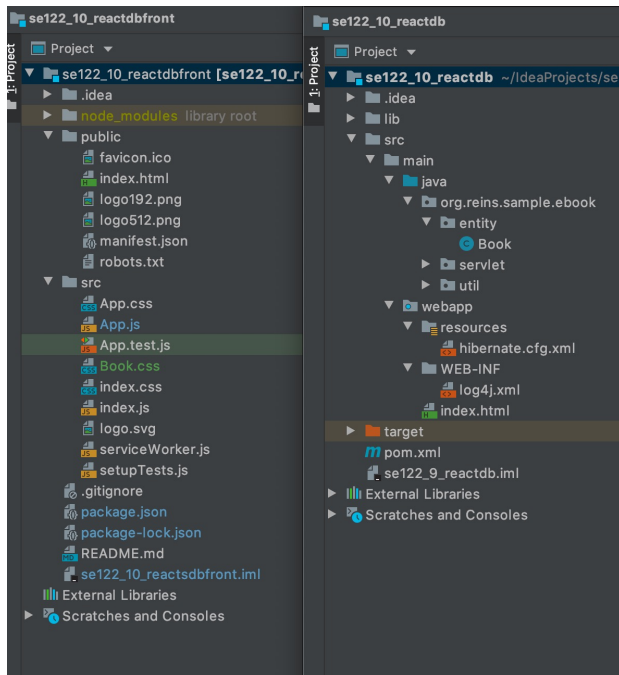 se122_10_reactdbfront
1: Project
Project
se122_10_reactdbfront [se122_10_r
.idea
node_modules library root
public
favicon.ico
index.html
logo192.png
logo512.png
manifest.json
robots.txt
src
App.css
App.js
App.test.js
Book.css
index.css
index.js
logo.svg
serviceWorker.js
setupTests.js
.gitignore
package.json
package-lock.json
README.md
se122_10_reactsdbfront.iml
External Libraries
Scratches and Consoles
se122_10_reactdb
1: Project
Project
se122_10_reactdb ~/IdeaProjects/se
.idea
lib
src
main
java
org.reins.sample.ebook
entity
Book
servlet
util
webapp
resources
hibernate.cfg.xml
WEB-INF
log4j.xml
index.html
target
pom.xml
se122_9_reactdb.iml
External Libraries
Scratches and Consoles